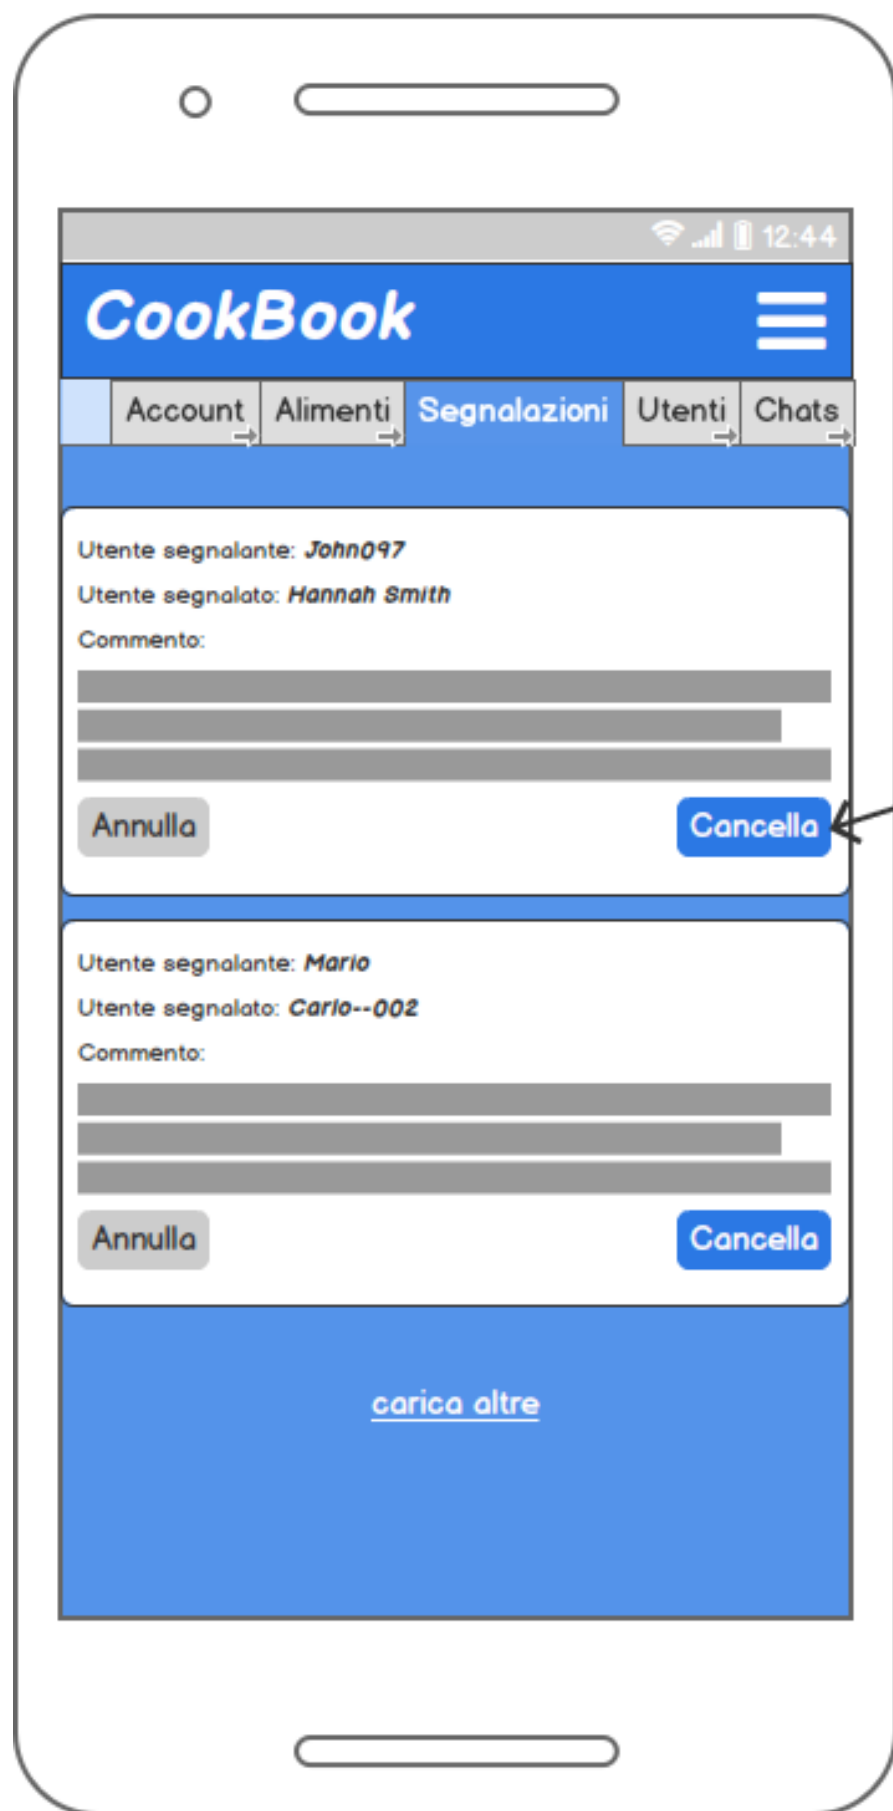 12:44
CookBook
Account Alimenti Segnalazioni Utenti Chats
Utente segnalante: John097
Utente segnalato: Hannah Smith
Commento:
Annulla Cancella
Utente segnalante: Mario
Utente segnalato: Carlo--002
Commento:
Annulla Cancella
carica altre